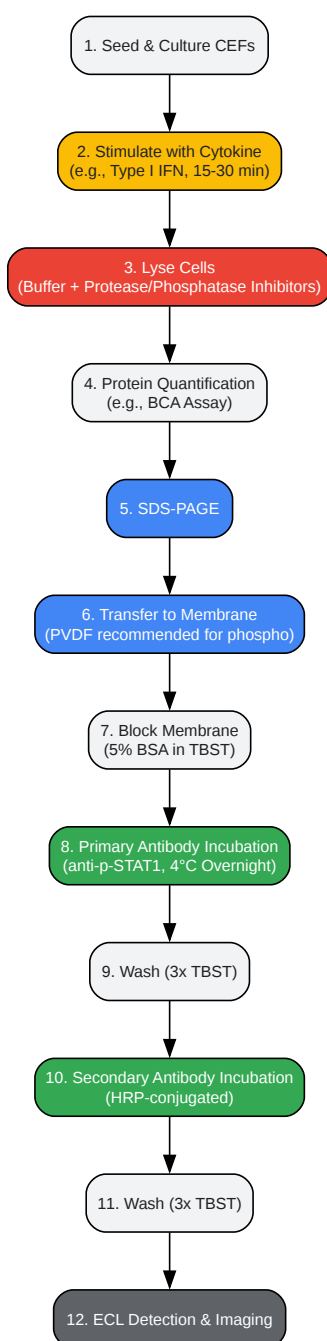 1. Seed & Culture CEFs
2. Stimulate with Cytokine
(e.g., Type I IFN, 15-30 min)
3. Lyse Cells
(Buffer + Protease/Phosphatase Inhibitors)
4. Protein Quantification
(e.g., BCA Assay)
5. SDS-PAGE
6. Transfer to Membrane
(PVDF recommended for phospho)
7. Block Membrane
(5% BSA in TBST)
8. Primary Antibody Incubation
(anti-p-STAT1, 4°C Overnight)
9. Wash (3x TBST)
10. Secondary Antibody Incubation
(HRP-conjugated)
11. Wash (3x TBST)
12. ECL Detection & Imaging